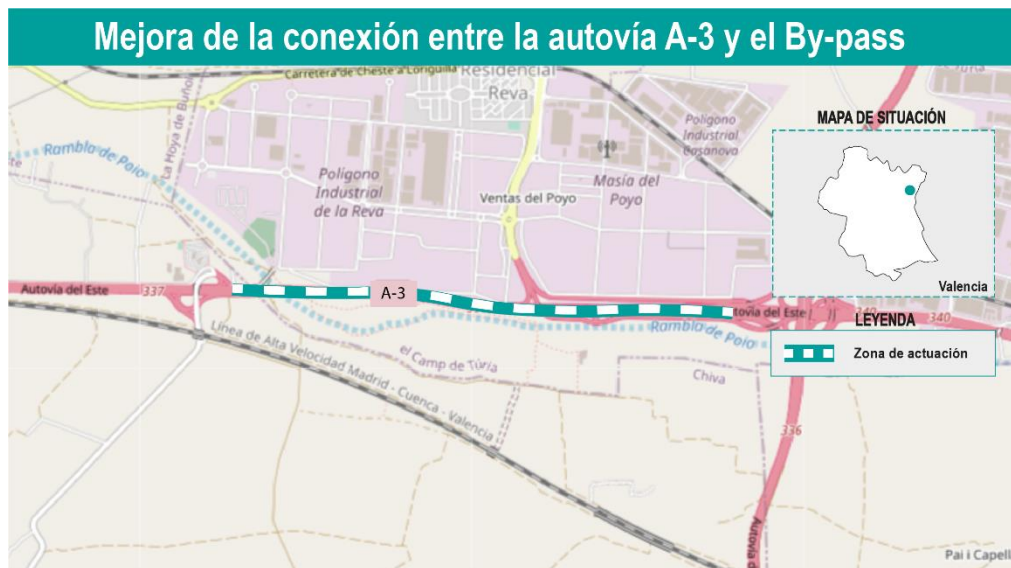 Mejora de la conexión entre la autovía A-3 y el By-pass
Carretera de Cheste a Loriguilla
Residencial
Reva
La Hoya de Buñol
Rambla de Poio
Polígono
Industrial
de la Reva
Polígono
Industrial
Casanova
Masía del
Poyo
Ventas del Poyo
MAPA DE SITUACIÓN
Valencia
Autovía del Este
337
A-3
tovía del Este
340
340
Rambla de Poio
LEYENDA
Zona de actuación
Línea de Alta Velocidad Madrid - Cuenca - Valencia
el Camp de Túria
Chiva
336
Autovía d
Pai i Capell